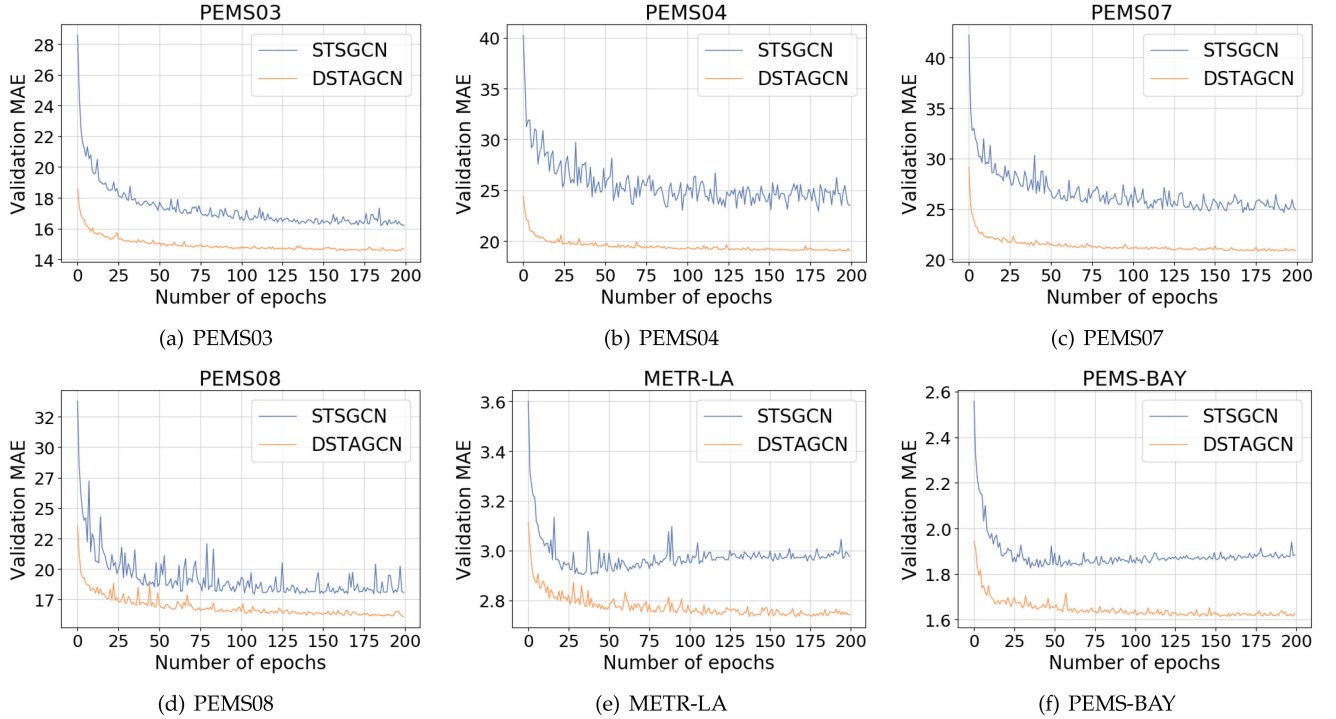 PEMS03
Validation MAE
28
26
24
22
20
18
16
14
0 25 50 75 100 125 150 175 200
Number of epochs
STSGCN
DSTAGCN
(a) PEMS03
PEMS04
Validation MAE
40
35
30
25
20
0 25 50 75 100 125 150 175 200
Number of epochs
STSGCN
DSTAGCN
(b) PEMS04
PEMS07
Validation MAE
40
35
30
25
20
0 25 50 75 100 125 150 175 200
Number of epochs
STSGCN
DSTAGCN
(c) PEMS07
PEMS08
Validation MAE
32
30
27
25
22
20
17
0 25 50 75 100 125 150 175 200
Number of epochs
STSGCN
DSTAGCN
(d) PEMS08
METR-LA
Validation MAE
3.6
3.4
3.2
3.0
2.8
0 25 50 75 100 125 150 175 200
Number of epochs
STSGCN
DSTAGCN
(e) METR-LA
PEMS-BAY
Validation MAE
2.6
2.4
2.2
2.0
1.8
1.6
0 25 50 75 100 125 150 175 200
Number of epochs
STSGCN
DSTAGCN
(f) PEMS-BAY